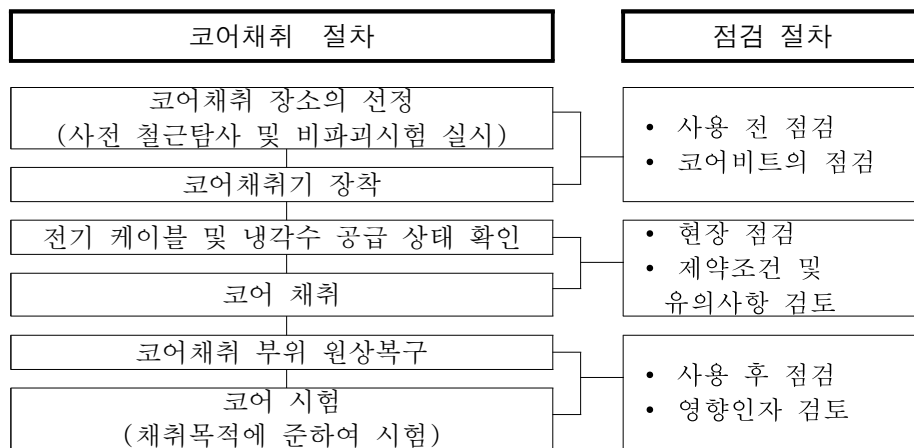 코어채취 절차
점검 절차
코어채취 장소의 선정
(사전 철근탐사 및 비파괴시험 실시)
코어채취기 장착
• 사용 전 점검
• 코어비트의 점검
전기 케이블 및 냉각수 공급 상태 확인
코어 채취
• 현장 점검
• 제약조건 및
유의사항 검토
코어채취 부위 원상복구
코어 시험
(채취목적에 준하여 시험)
• 사용 후 점검
• 영향인자 검토